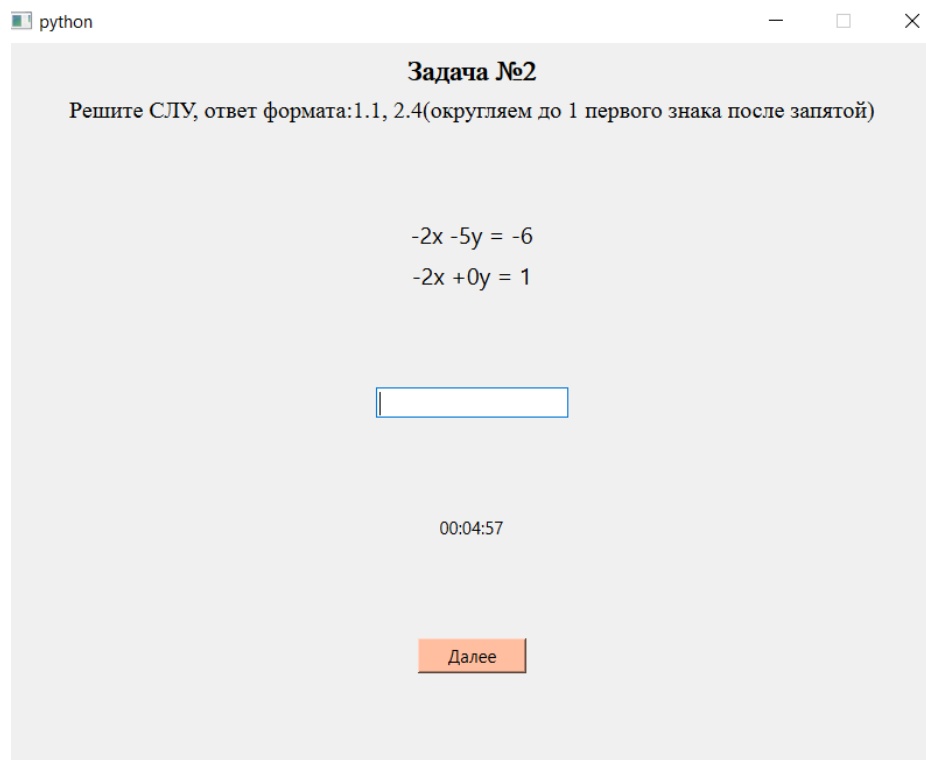 python
Задача №2
Решите СЛУ, ответ формата:1.1, 2.4(округляем до 1 первого знака после запятой)
-2x -5y = -6
-2x +0y = 1
00:04:57
Далее